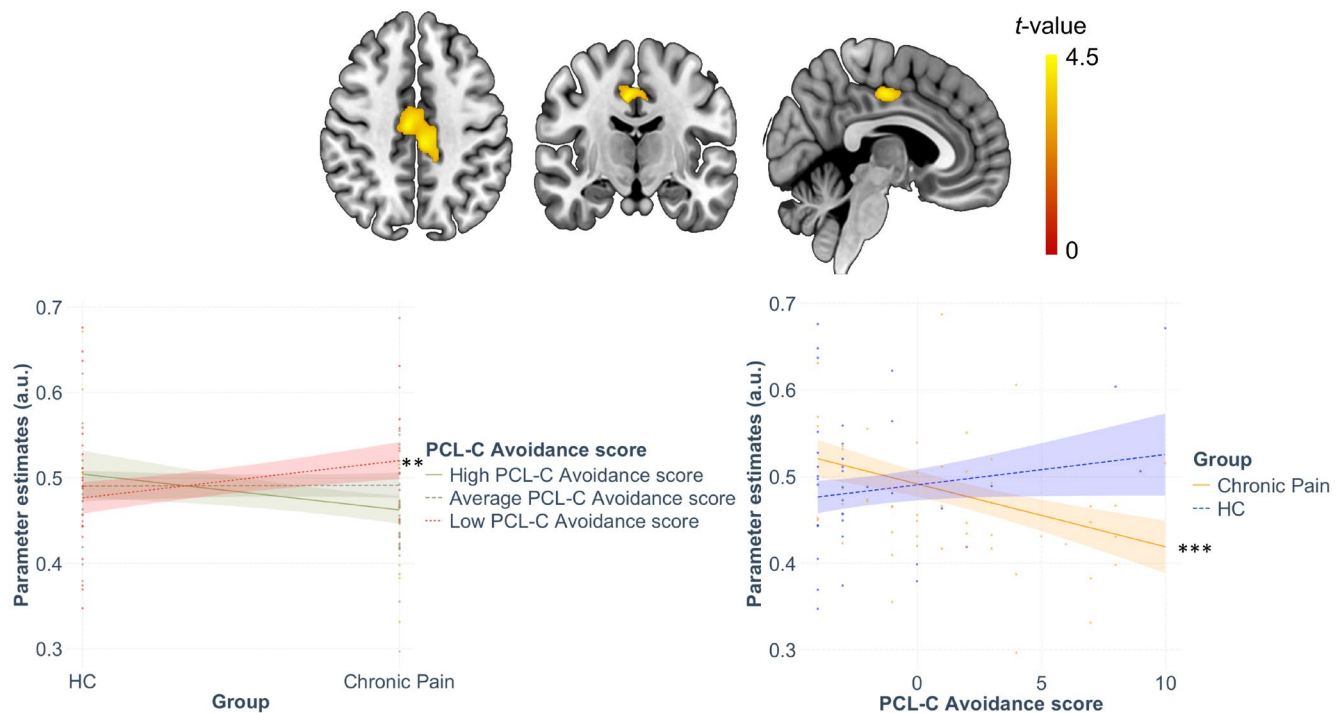 t-value
4.5
0
0.7
0.6
0.5
0.4
0.3
Parameter estimates (a.u.)
HC
Chronic Pain
Group
**
PCL-C Avoidance score
High PCL-C Avoidance score
Average PCL-C Avoidance score
Low PCL-C Avoidance score
0.7
0.6
0.5
0.4
0.3
Parameter estimates (a.u.)
0
5
10
PCL-C Avoidance score
***
Group
Chronic Pain
HC